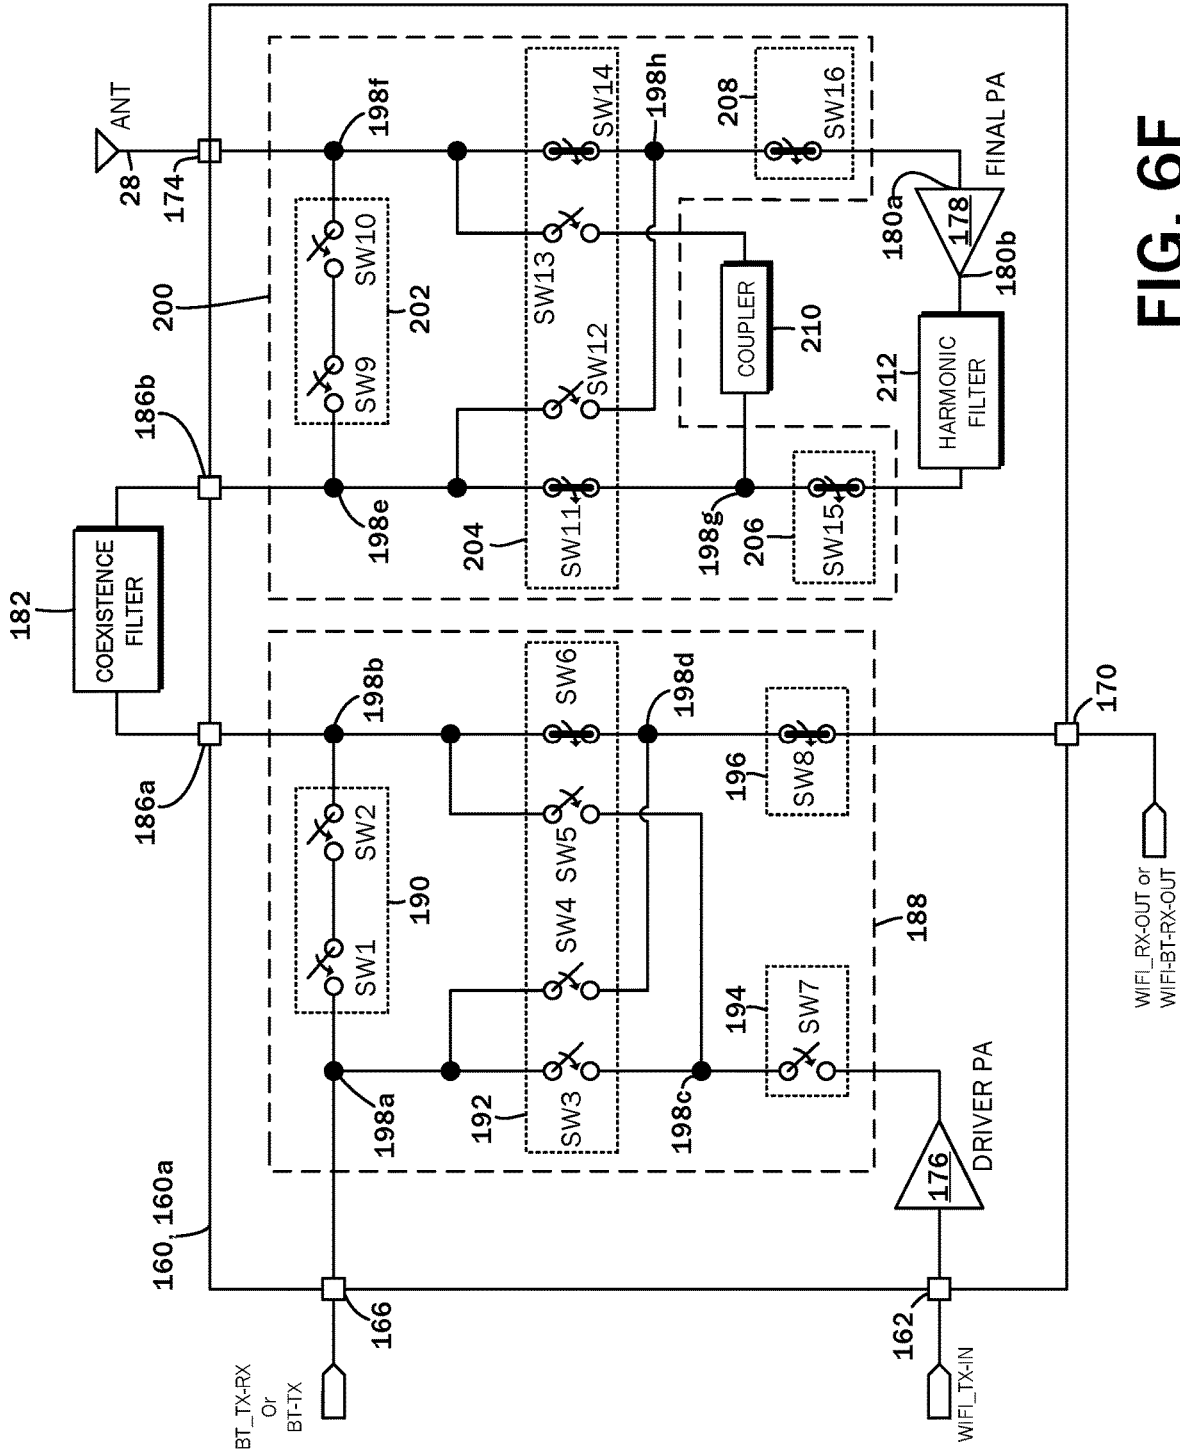 28
ANT
174
186b
182
COEXISTENCE
FILTER
186a
160, 160a
200
198f
SW10
SW9
202
198e
198b
SW2
SW1
190
198a
166
BT_TX-RX
Or
BT-TX
SW14
SW13
SW12
SW11
204
198h
208
SW16
COUPLER
210
198g
206
SW15
SW6
SW5
SW4
SW3
192
198d
196
SW8
198c
194
SW7
188
180a
178
180b
FINAL PA
212
HARMONIC
FILTER
176
DRIVER PA
162
WIFI_TX-IN
170
WIFI_RX-OUT or
WIFI-BT-RX-OUT
FIG. 6F